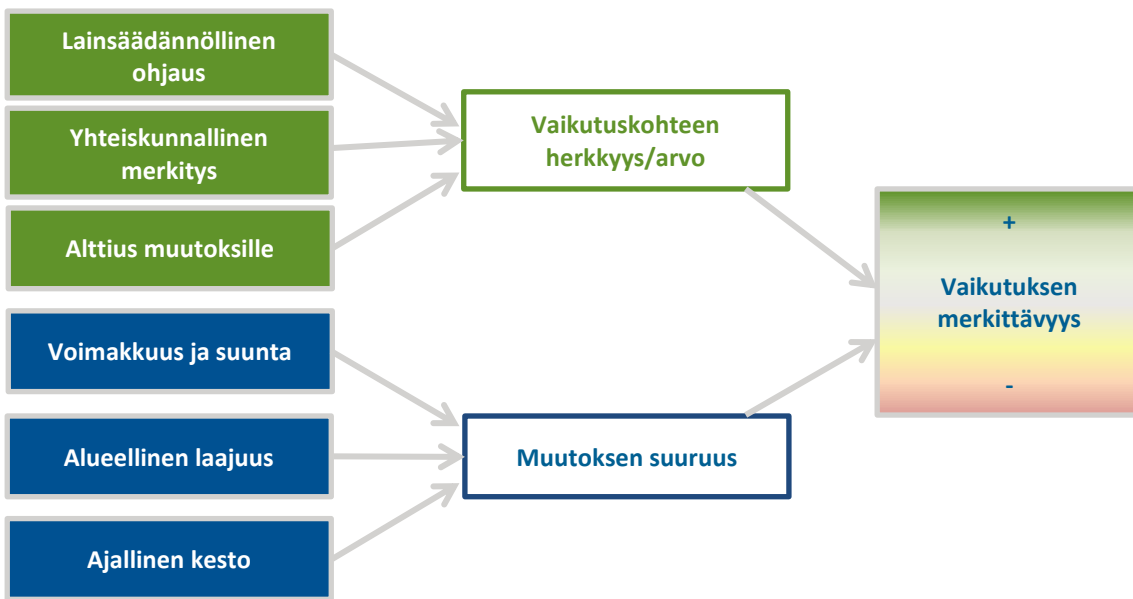 Lainsäädännöllinen
ohjaus
Yhteiskunnallinen
merkitys
Alttius muutoksille
Vaikutuskohteen
herkkyys/arvo
Voimakkuus ja suunta
Alueellinen laajuus
Ajallinen kesto
Muutoksen suuruus
+
Vaikutuksen
merkittävyys
-